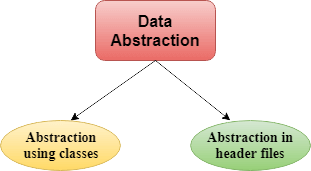 Data
Abstraction
Abstraction
using classes
Abstraction in
header files